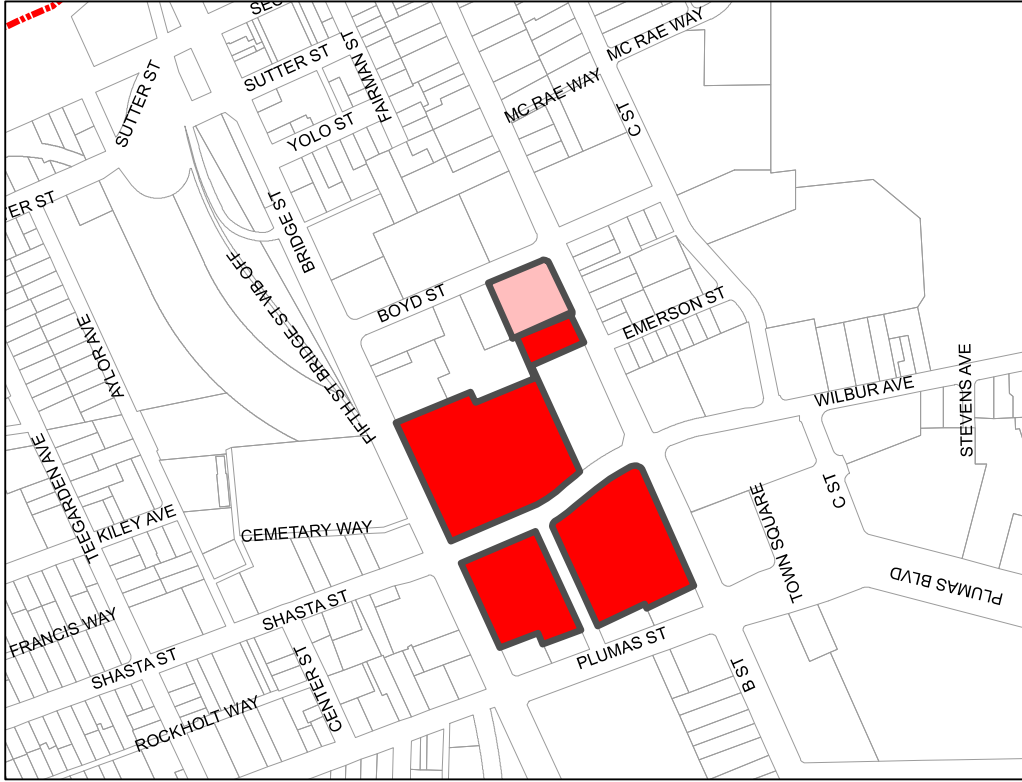 SEC
MC RAE WAY
SUTTER ST
FAIRMAN ST
SUTTER ST
MC RAE WAY
C ST
YOLO ST
ER ST
BRIDGE ST
FIFTH ST BRIDGE ST WB OFF
BOYD ST
EMERSON ST
AYLOR AVE
WILBUR AVE
STEVENS AVE
TEEGARDEN AVE
KILEY AVE
CEMETARY WAY
C ST
TOWN SQUARE
PLUMAS BLVD
SHASTA ST
FRANCIS WAY
SHASTA ST
PLUMAS ST
CENTER ST
B ST
ROCKHOLT WAY